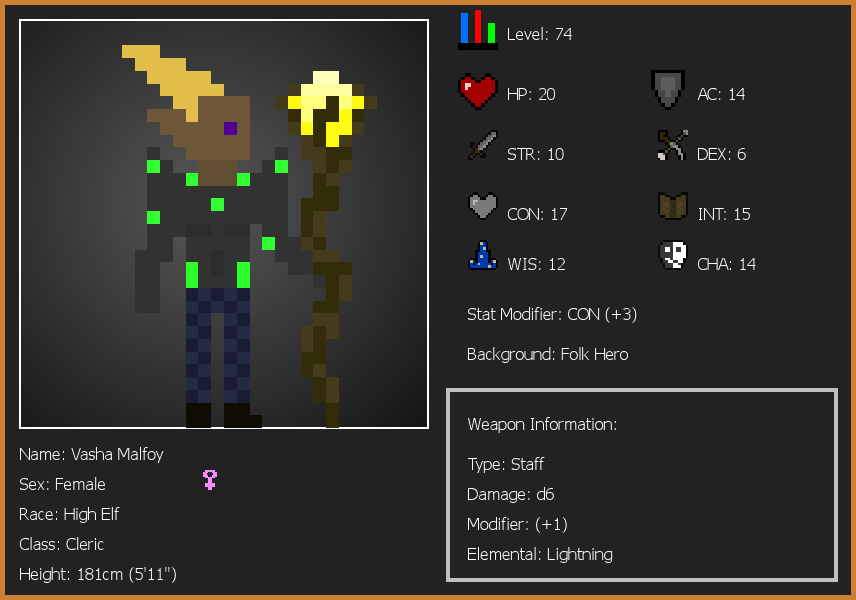 Level: 74
HP: 20
AC: 14
STR: 10
DEX: 6
CON: 17
INT: 15
WIS: 12
CHA: 14
Stat Modifier: CON (+3)
Background: Folk Hero
Weapon Information:
Type: Staff
Damage: d6
Modifier: (+1)
Elemental: Lightning
Name: Vasha Malfoy
Sex: Female
Race: High Elf
Class: Cleric
Height: 181cm (5'11")